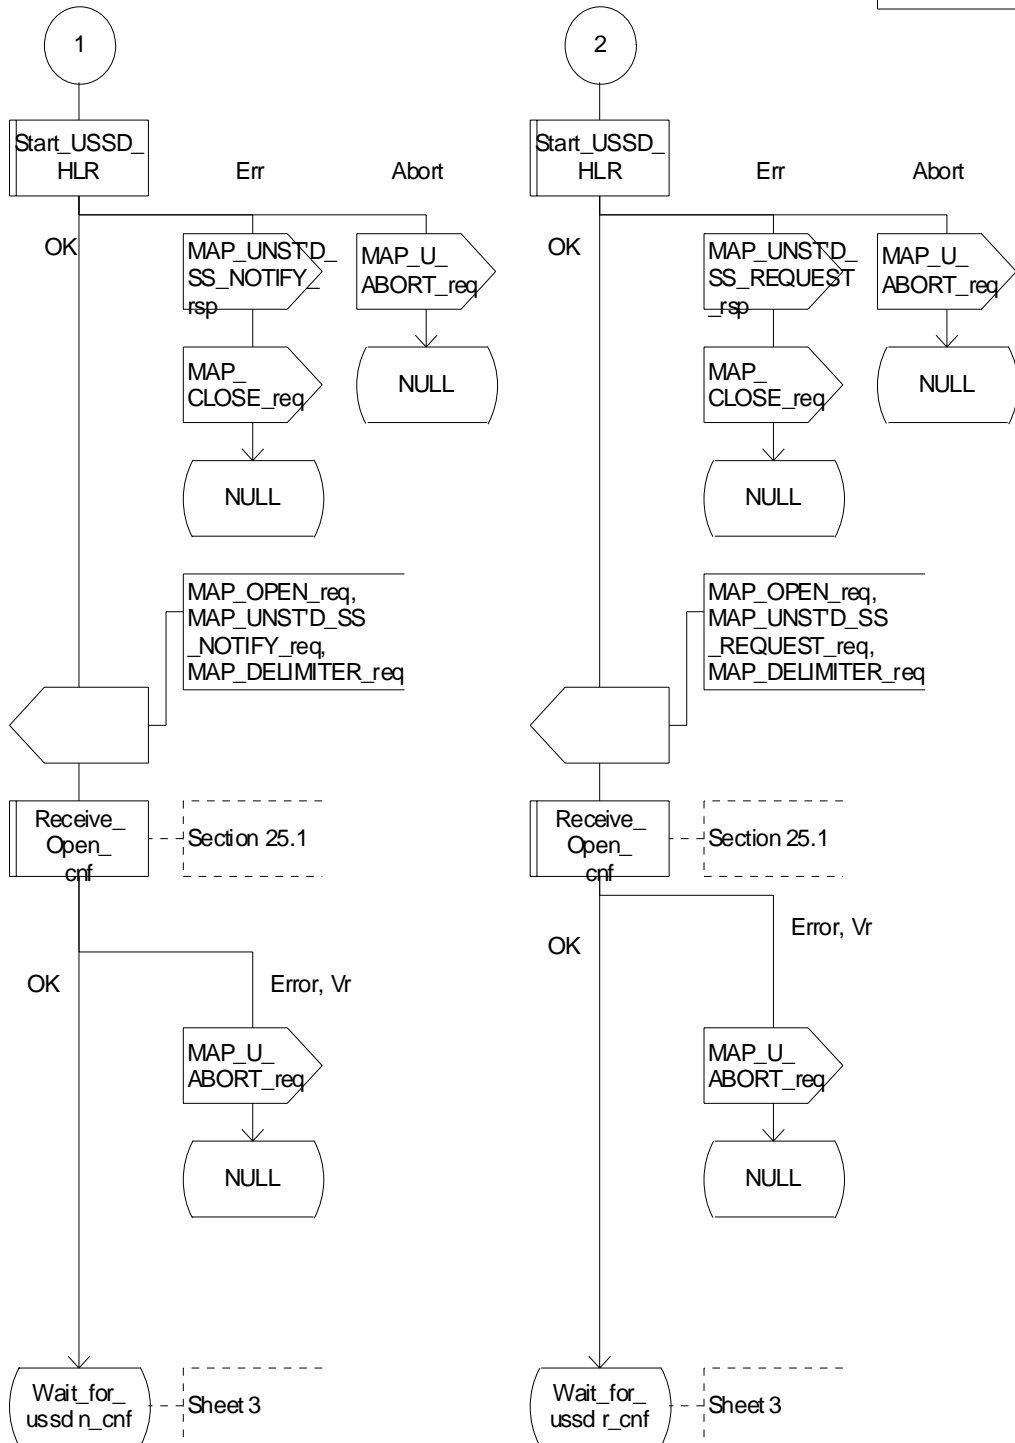 1
Start_USSD_
HLR
Err
Abort
OK
MAP_UNST'D_
SS_NOTIFY_
rsp
MAP_U_
ABORT_req
MAP_
CLOSE_req
NULL
NULL
MAP_OPEN_req,
MAP_UNST'D_SS
_NOTIFY_req,
MAP_DELIMITER_req
Receive_
Open_
cnf
Section 25.1
OK
Error, Vr
MAP_U_
ABORT_req
NULL
Wait_for_
ussd n_cnf
Sheet 3
2
Start_USSD_
HLR
Err
Abort
OK
MAP_UNST'D_
SS_REQUEST
_rsp
MAP_U_
ABORT_req
MAP_
CLOSE_req
NULL
NULL
MAP_OPEN_req,
MAP_UNST'D_SS
_REQUEST_req,
MAP_DELIMITER_req
Receive_
Open_
cnf
Section 25.1
OK
Error, Vr
MAP_U_
ABORT_req
NULL
Wait_for_
ussd r_cnf
Sheet 3